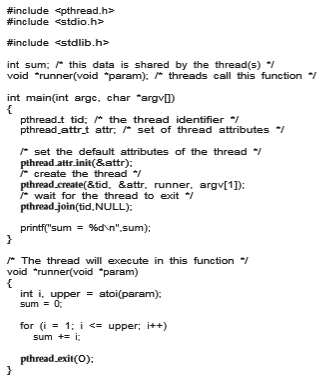 #include <pthread.h>
#include <stdio.h>
#include <stdlib.h>
int sum; /* this data is shared by the thread(s) */
void *runner(void *param); /* threads call this function */
int main(int argc, char *argv[])
{
pthread_t tid; /* the thread identifier */
pthread_attr_t attr; /* set of thread attributes */
/* set the default attributes of the thread */
pthread_attr_init(&attr);
/* create the thread */
pthread_create(&tid, &attr, runner, argv[1]);
/* wait for the thread to exit */
pthread_join(tid,NULL);
printf("sum = %d\n",sum);
}
/* The thread will execute in this function */
void *runner(void *param)
{
int i, upper = atoi(param);
sum = 0;
for (i = 1; i <= upper; i++)
sum += i;
pthread_exit(0);
}